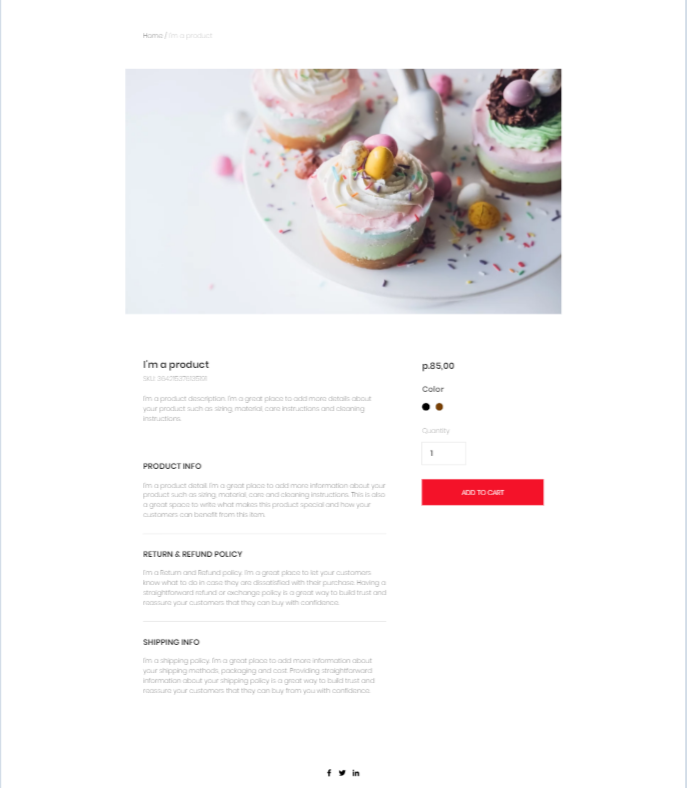 Home / I'm a product
I'm a product
SKU: 364215375135191
I'm a product description. I'm a great place to add more details about
your product such as sizing, material, care instructions and cleaning
instructions.
p.85,00
Color
Quantity
1
ADD TO CART
PRODUCT INFO
I'm a product detail. I'm a great place to add more information about your
product such as sizing, material, care and cleaning instructions. This is also
a great space to write what makes this product special and how your
customers can benefit from this item.
RETURN & REFUND POLICY
I'm a Return and Refund policy. I'm a great place to let your customers
know what to do in case they are dissatisfied with their purchase. Having a
straightforward refund or exchange policy is a great way to build trust and
reassure your customers that they can buy with confidence.
SHIPPING INFO
I'm a shipping policy. I'm a great place to add more information about
your shipping methods, packaging and cost. Providing straightforward
information about your shipping policy is a great way to build trust and
reassure your customers that they can buy from you with confidence.